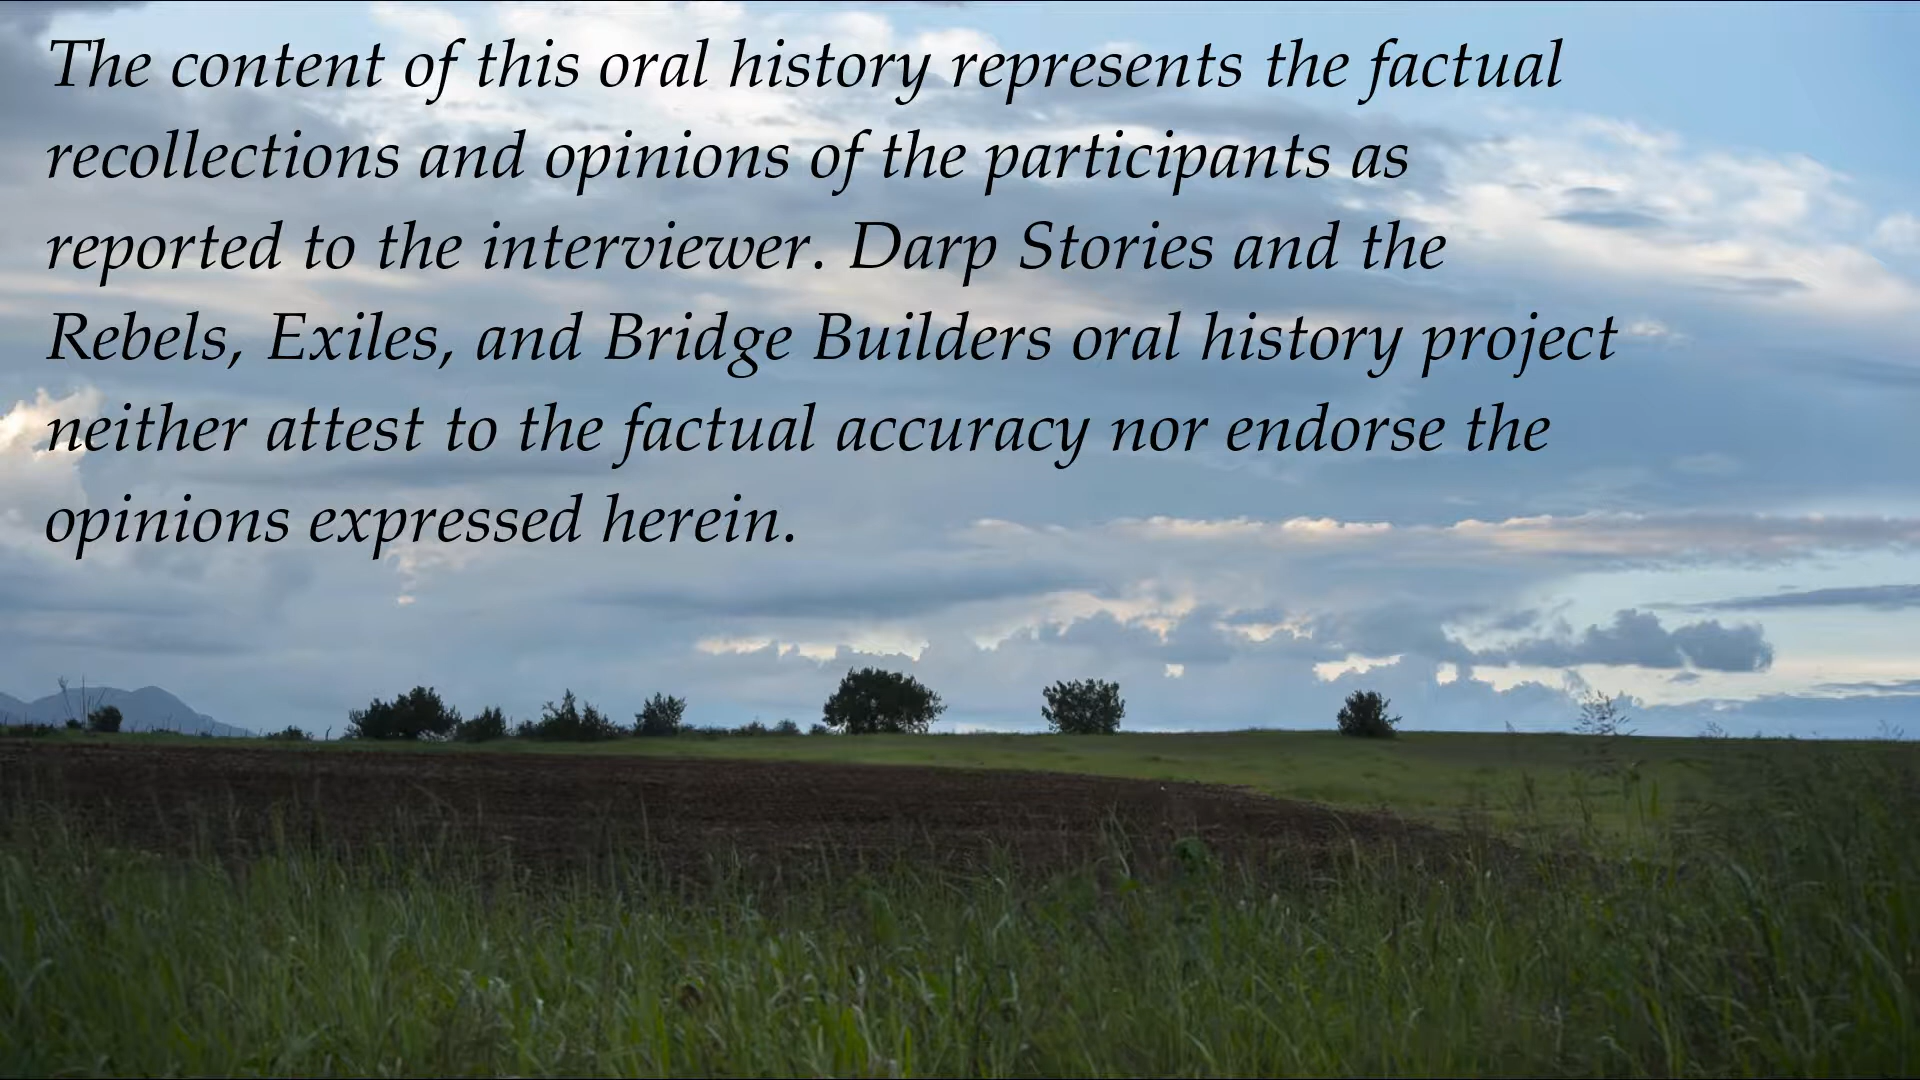 The content of this oral history represents the factual
recollections and opinions of the participants as
reported to the interviewer. Darp Stories and the
Rebels, Exiles, and Bridge Builders oral history project
neither attest to the factual accuracy nor endorse the
opinions expressed herein.